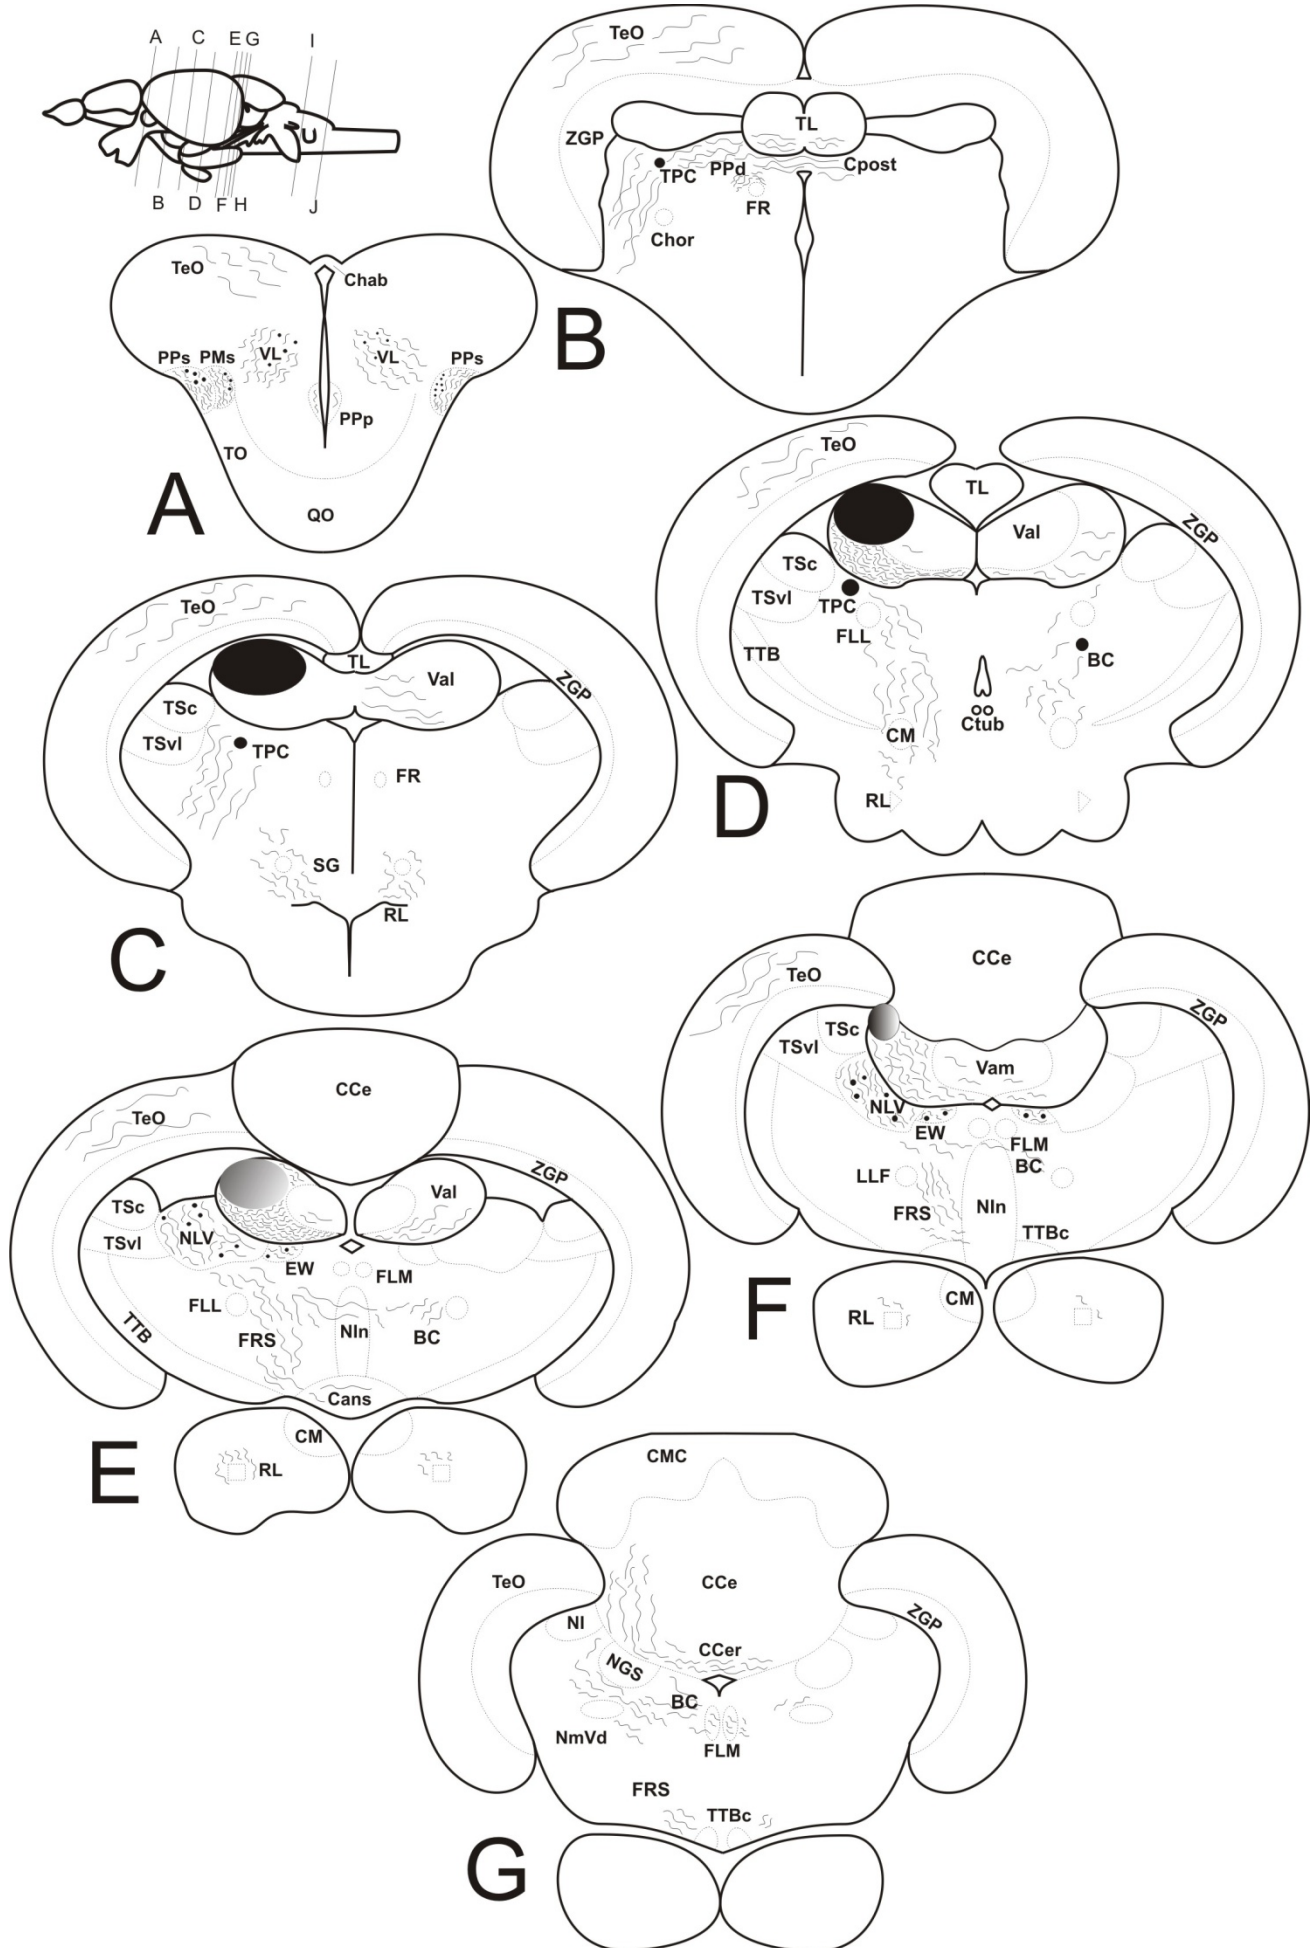 A C E G I
B D F H J
TeO
Chab
PPs PMs VL VL PPs
PPp
TO
QO
A
TeO
TL
ZGP
TPC PPd Cpost
FR
Chor
B
TeO
TL
Val
ZGP
TSc
TSvl
TPC
FR
SG
RL
C
TeO
TL
Val
ZGP
TSc
TSvl
TPC
FLL
TTB
BC
Ctub
CM
RL
D
CCe
TeO
ZGP
Val
TSc
TSvl
NLV
EW
FLM
FLL
NIn
BC
FRS
TTB
Cans
CM
RL
E
CCe
TeO
ZGP
TSc
TSvl
Vam
NLV
EW
FLM
BC
LLF
NIn
FRS
TTBc
CM
RL
F
CMC
TeO
CCe
ZGP
NI
CCer
NGS
BC
NmVd
FLM
FRS
TTBc
G